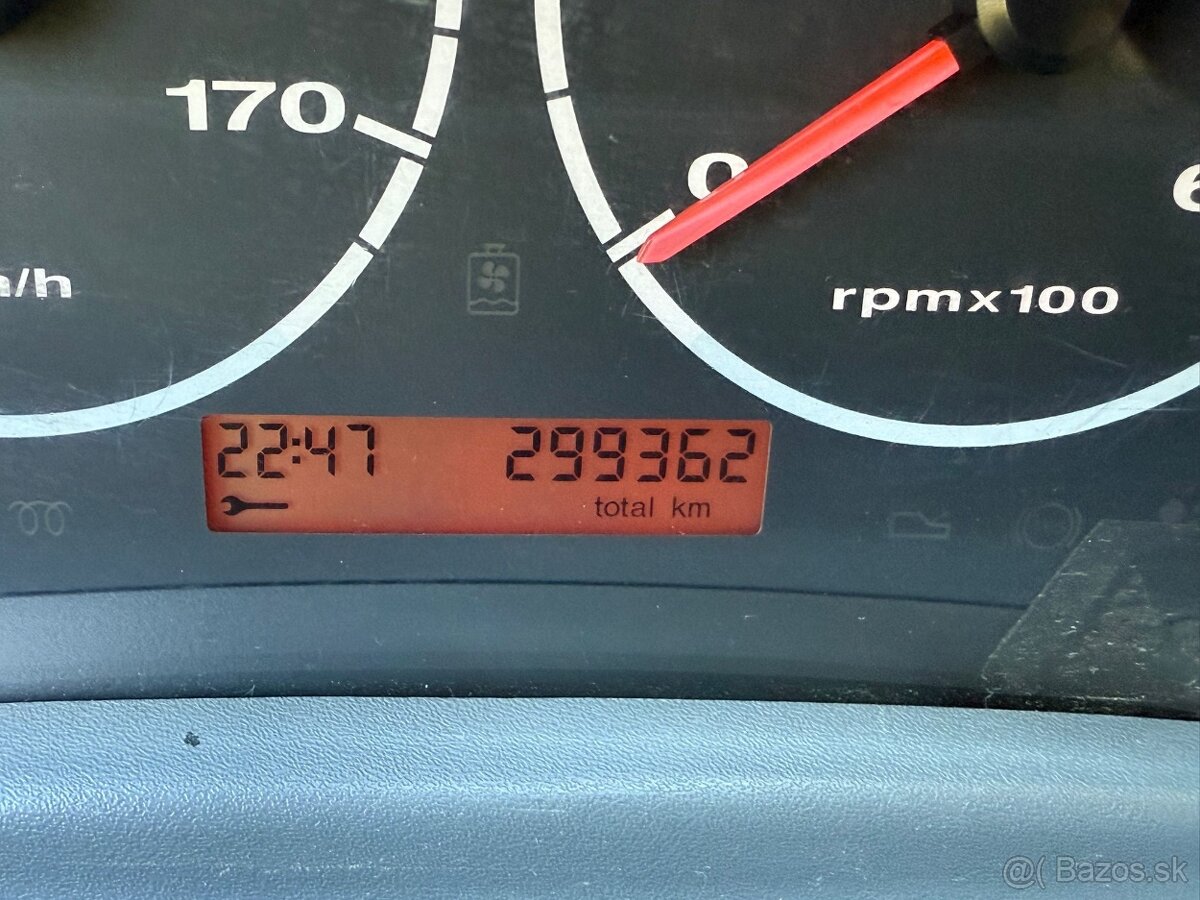 170
0
6
/h
rpmx100
22:47 299362
total km
@( Bazos.sk